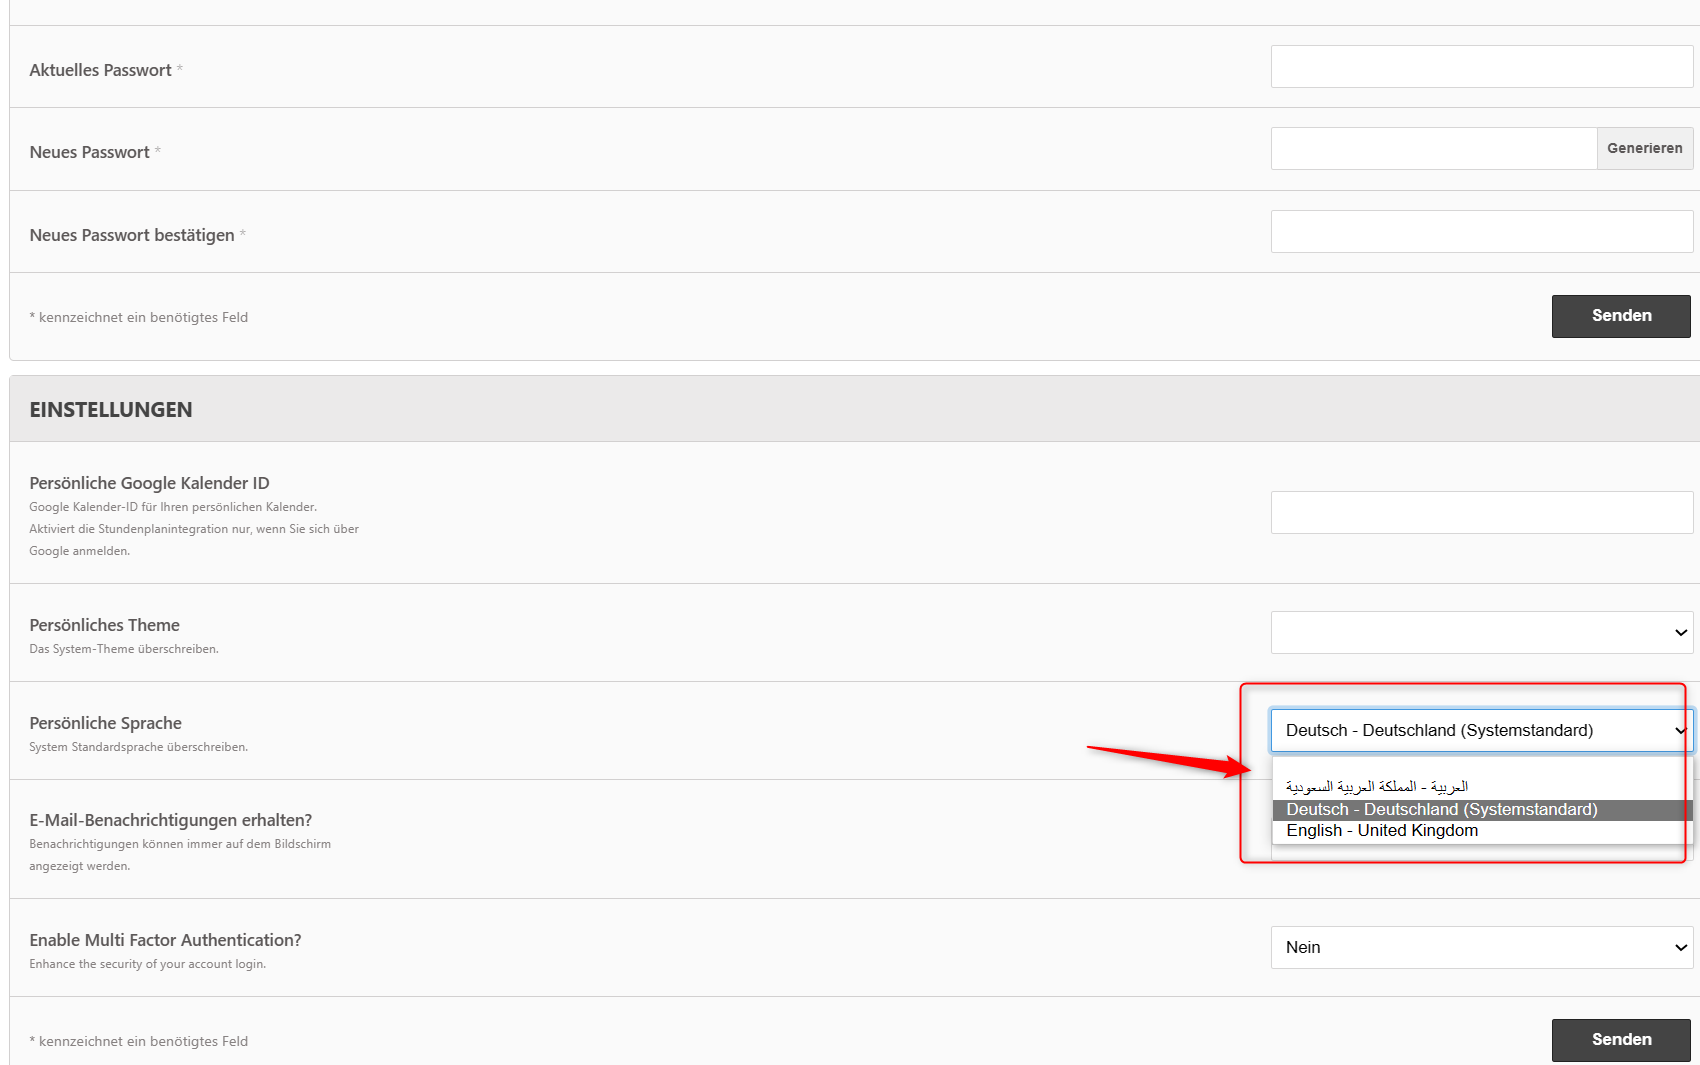 Aktuelles Passwort *
Neues Passwort *
Generieren
Neues Passwort bestätigen *
* kennzeichnet ein benötigtes Feld
Senden
EINSTELLUNGEN
Persönliche Google Kalender ID
Google Kalender-ID für Ihren persönlichen Kalender.
Aktiviert die Stundenplanintegration nur, wenn Sie sich über
Google anmelden.
Persönliches Theme
Das System-Theme überschreiben.
Persönliche Sprache
System Standardsprache überschreiben.
Deutsch - Deutschland (Systemstandard)
العربية - المملكة العربية السعودية
Deutsch - Deutschland (Systemstandard)
English - United Kingdom
E-Mail-Benachrichtigungen erhalten?
Benachrichtigungen können immer auf dem Bildschirm
angezeigt werden.
Enable Multi Factor Authentication?
Enhance the security of your account login.
Nein
* kennzeichnet ein benötigtes Feld
Senden